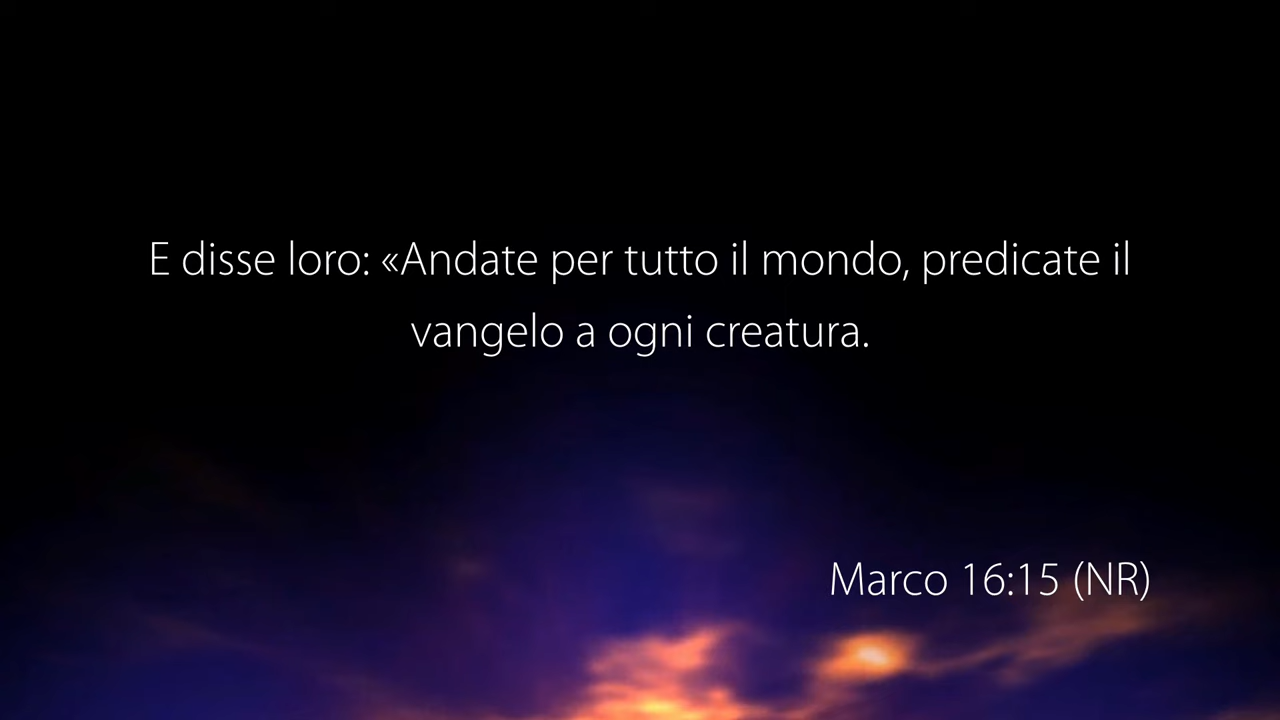 E disse loro: «Andate per tutto il mondo, predicate il
vangelo a ogni creatura.
Marco 16:15 (NR)